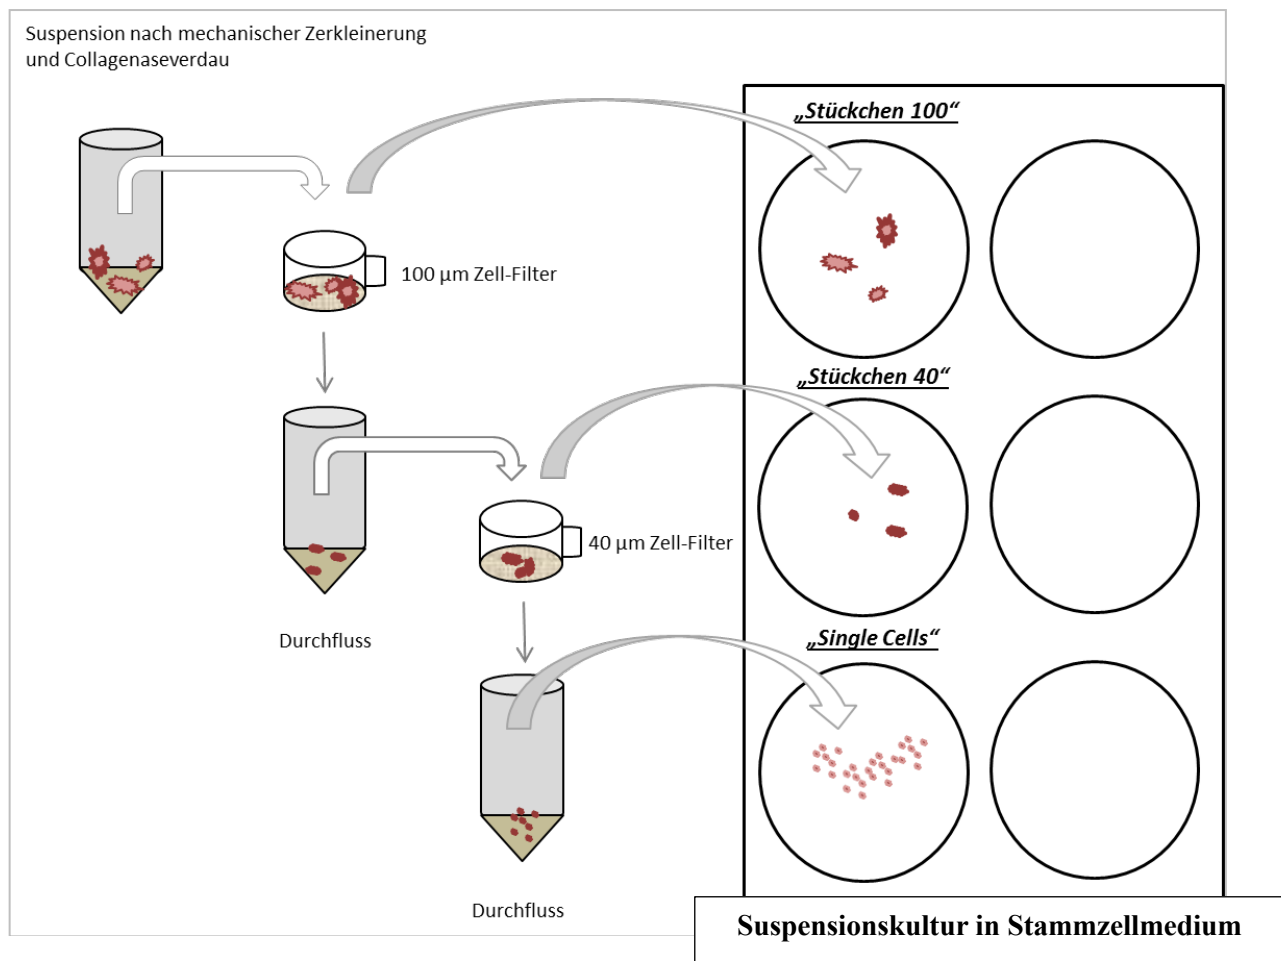 Suspension nach mechanischer Zerkleinerung
und Collagenaseverdau
„Stückchen 100“
100 µm Zell-Filter
„Stückchen 40“
40 µm Zell-Filter
Durchfluss
„Single Cells“
Durchfluss
Suspensionskultur in Stammzellmedium